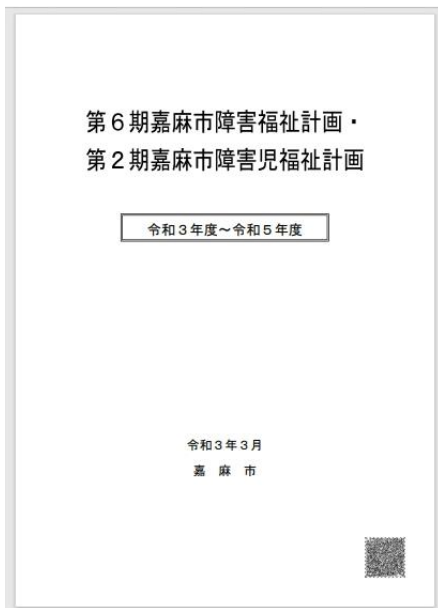 第６期嘉麻市障害福祉計画・
第２期嘉麻市障害児福祉計画
令和３年度～令和５年度
令和３年３月
嘉 麻 市